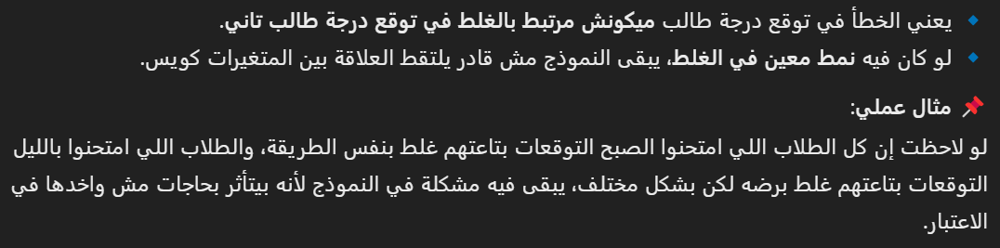 🔹 يعني الخطأ في توقع درجة طالب ميكونش مرتبط بالغلط في توقع درجة طالب تاني.
🔹 لو كان فيه نمط معين في الغلط، يبقى النموذج مش قادر يلتقط العلاقة بين المتغيرات كويس.
📌 مثال عملي:
لو لاحظت إن كل الطلاب اللي امتحنوا الصبح التوقعات بتاعتهم غلط بنفس الطريقة، والطلاب اللي امتحنوا بالليل
التوقعات بتاعتهم غلط برضه لكن بشكل مختلف، يبقى فيه مشكلة في النموذج لأنه بيتأثر بحاجات مش واخدها في
الاعتبار.